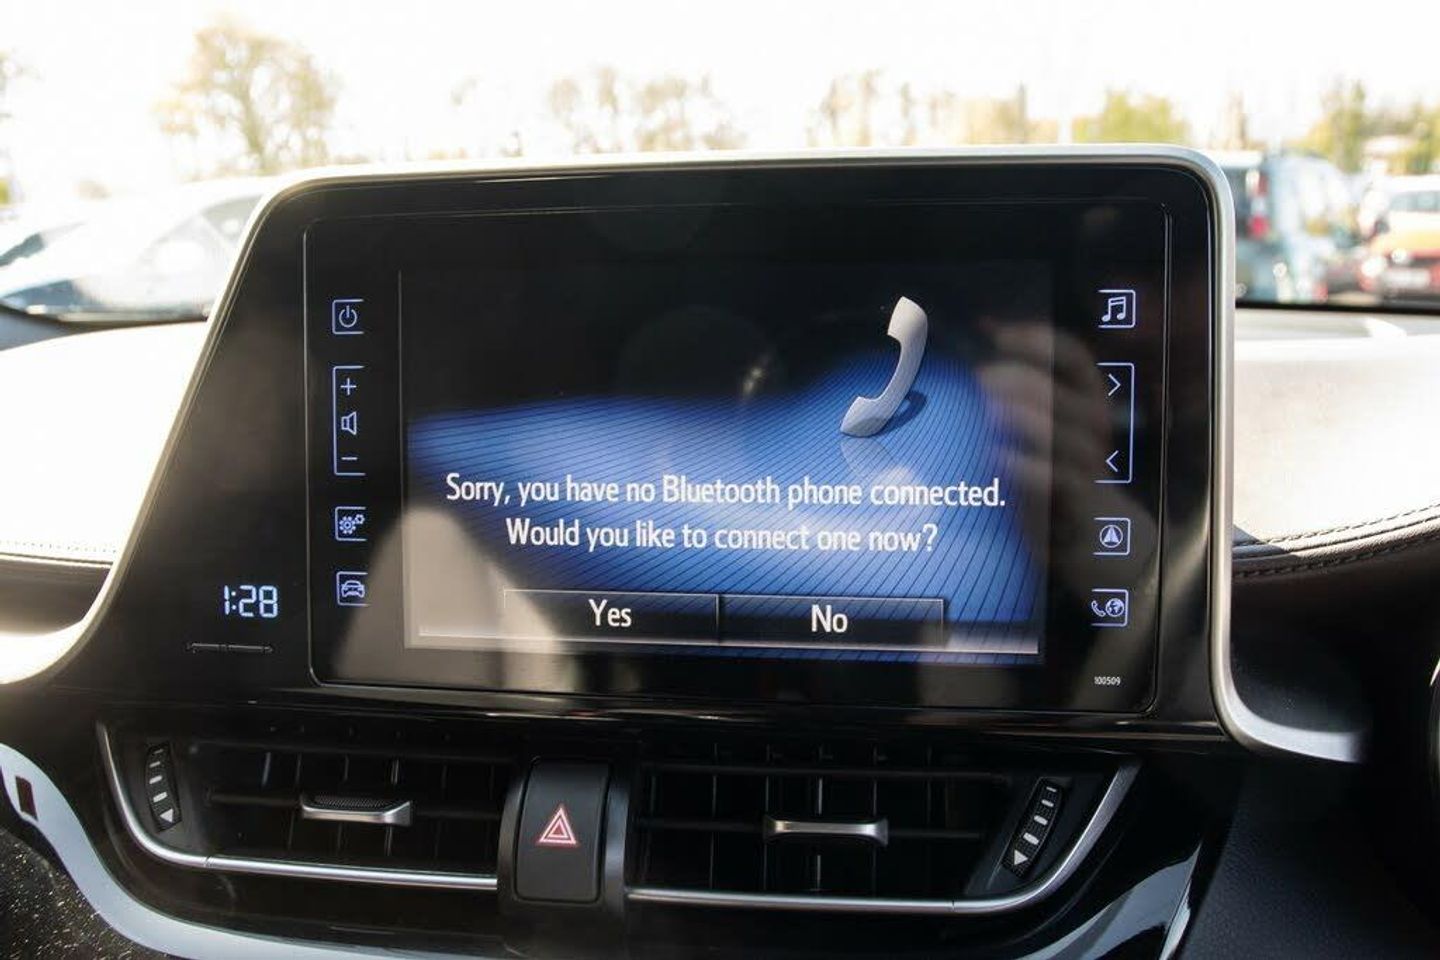 Sorry, you have no Bluetooth phone connected.
Would you like to connect one now?
Yes No
1:28
100509